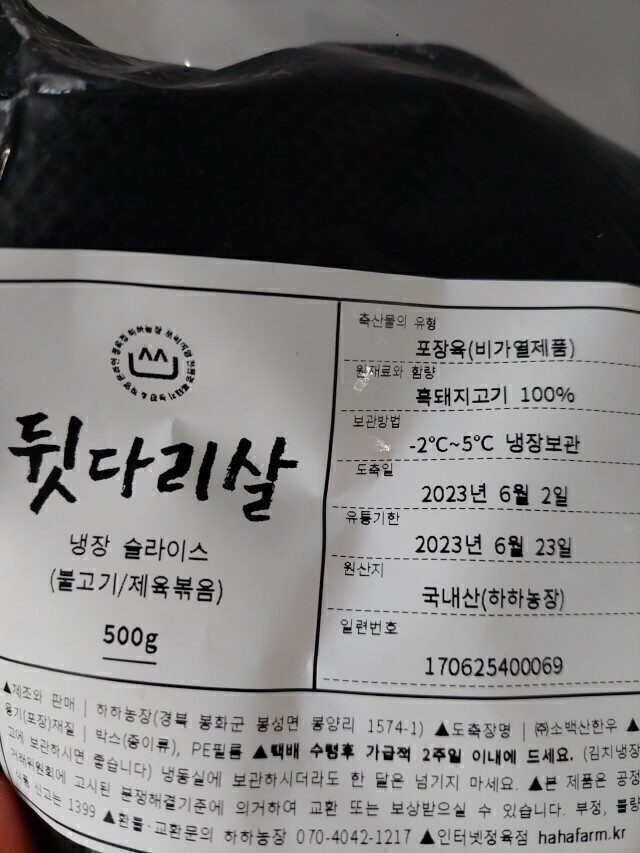 뒷다리살
냉장 슬라이스
(불고기/제육볶음)
500g
축산물의 유형
포장육(비가열제품)
원재료와 함량
흑돼지고기 100%
보관방법
-2℃~5℃ 냉장보관
도축일
2023년 6월 2일
유통기한
2023년 6월 23일
원산지
국내산(하하농장)
일련번호
170625400069
▲제조와 판매 | 하하농장(경북 봉화군 봉성면 봉양리 1574-1) ▲도축장명 | ㈜소백산한우 ▲
용기(포장)재질 | 박스(종이류), PE필름 ▲택배 수령후 가급적 2주일 이내에 드세요. (김치냉장
고에 보관하시면 좋습니다) 냉동실에 보관하시더라도 한 달은 넘기지 마세요. ▲본 제품은 공정
거래위원회에 고시된 분쟁해결기준에 의거하여 교환 또는 보상받으실 수 있습니다. 부정, 불량
식품 신고는 1399 ▲환불·교환문의 하하농장 070-4042-1217 ▲인터넷정육점 hahafarm.kr